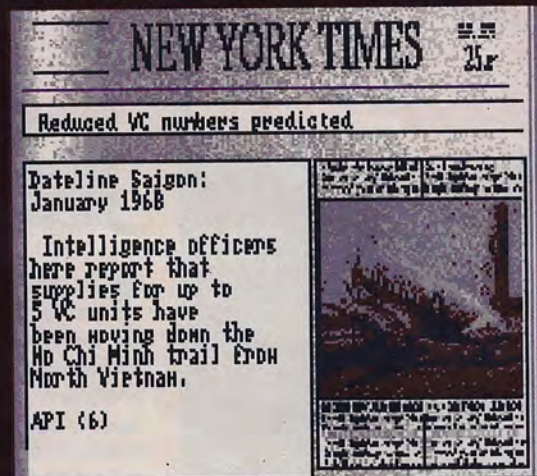 NEW YORK TIMES
Reduced VC numbers predicted
Dateline Saigon:
January 1968
Intelligence officers
here report that
supplies for up to
5 VC units have
been moving down the
Ho Chi Minh trail from
North Vietnam.
API (6)